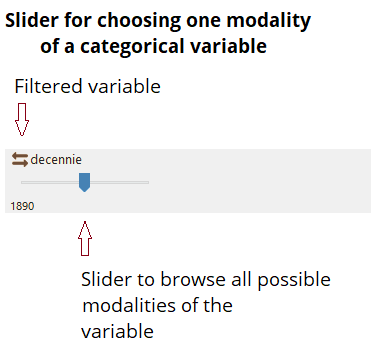 Slider for choosing one modality
of a categorical variable
Filtered variable
decennie
1890
Slider to browse all possible
modalities of the
variable